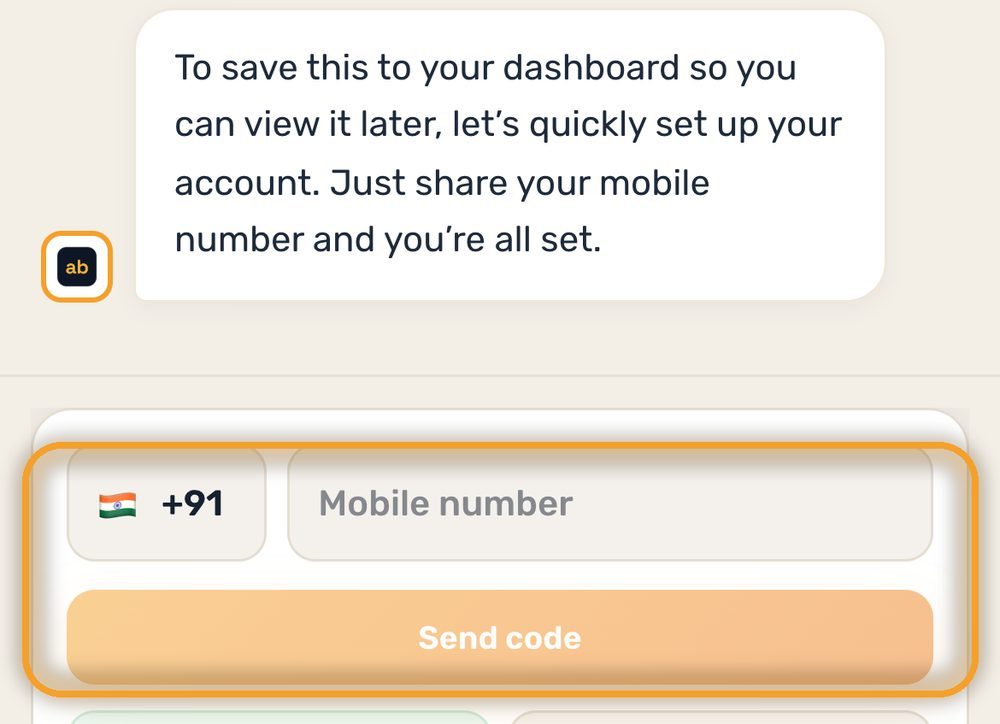 To save this to your dashboard so you
can view it later, let’s quickly set up your
account. Just share your mobile
number and you’re all set.
ab
+91
Mobile number
Send code